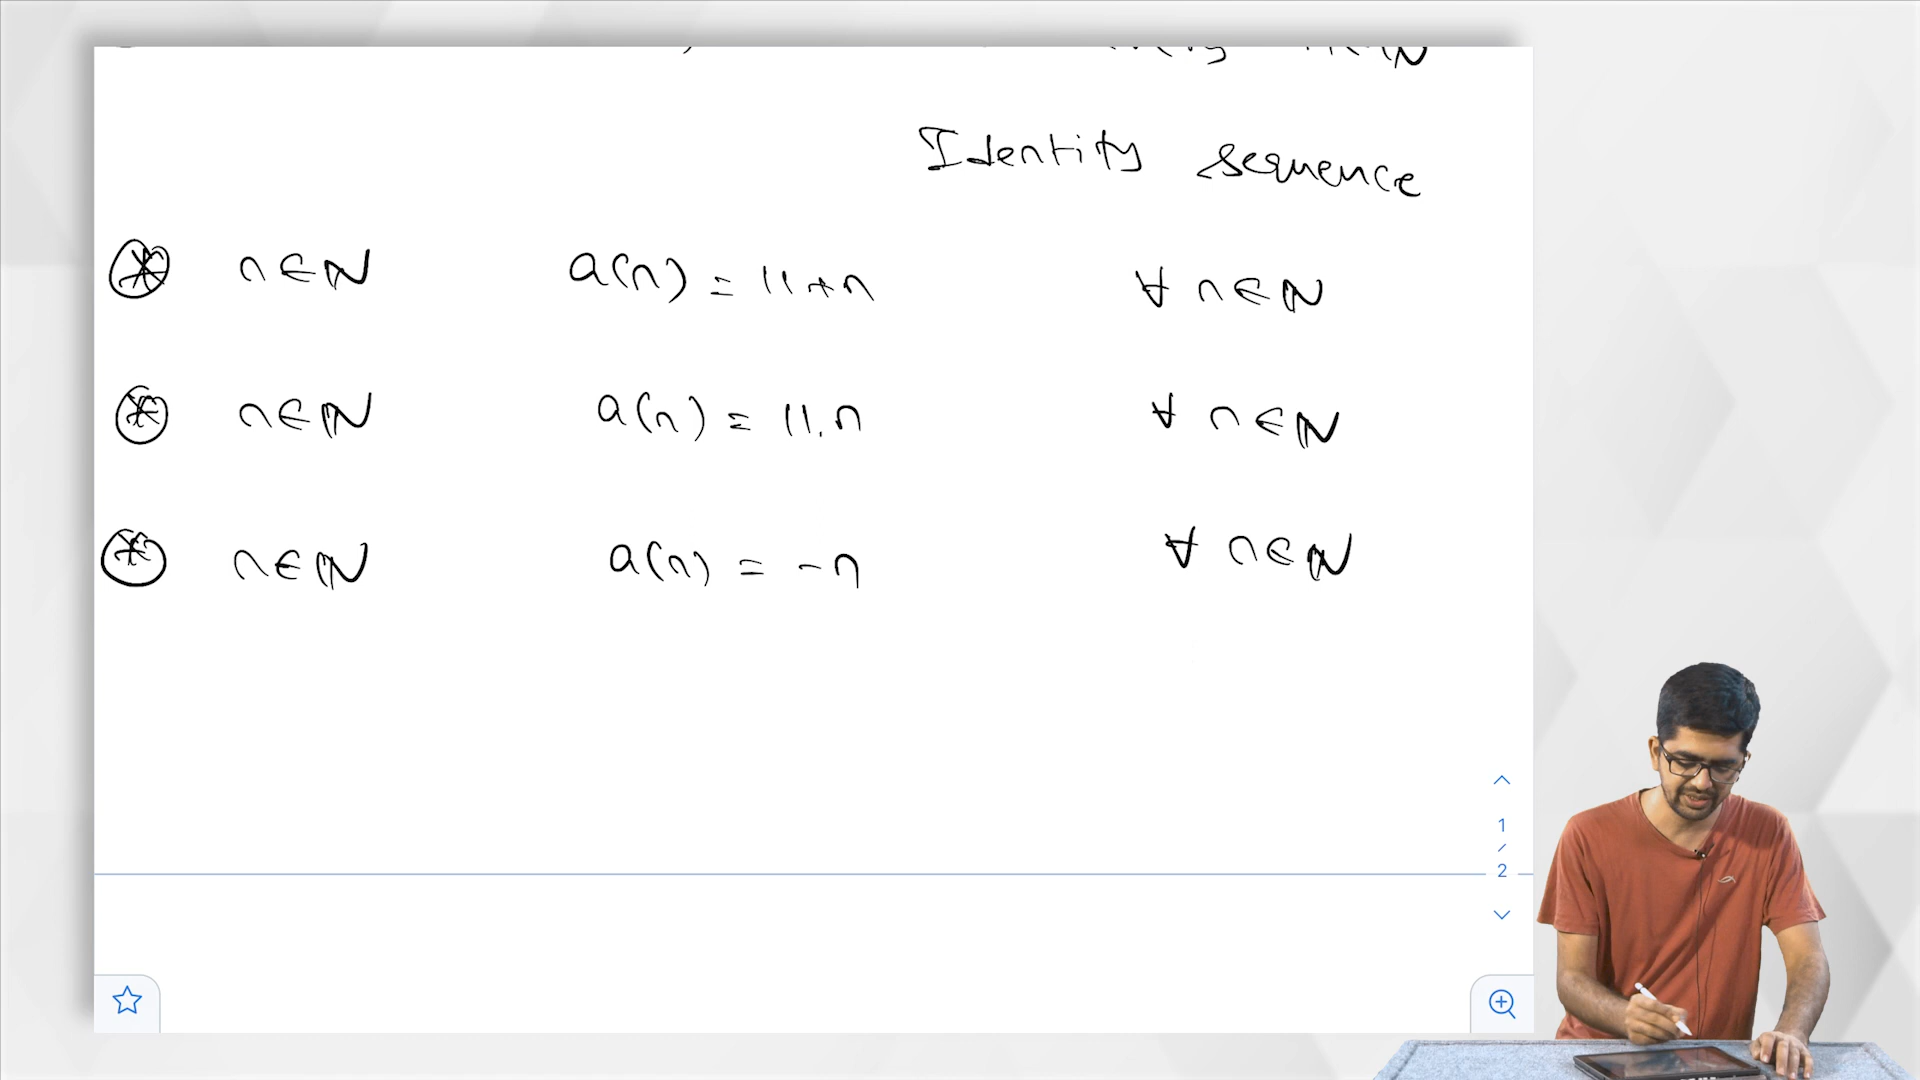 Identity sequence
n∈ℕ a(n) = 11+n ∀ n∈ℕ
n∈ℕ a(n) = 11.n ∀ n∈ℕ
n∈ℕ a(n) = -n ∀ n∈ℕ
1
/
2